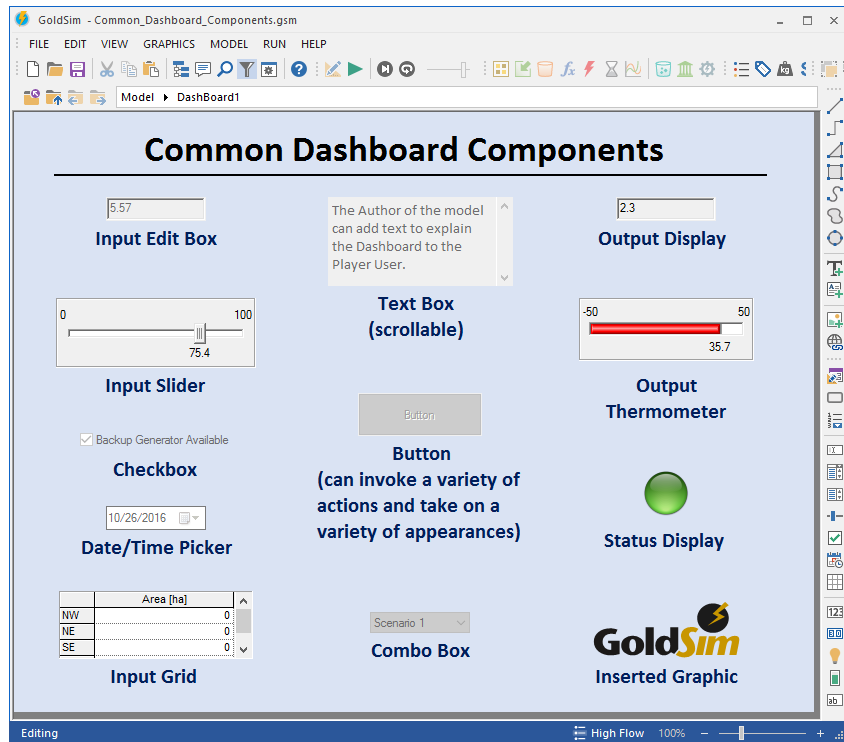 GoldSim - Common_Dashboard_Components.gsm
FILE EDIT VIEW GRAPHICS MODEL RUN HELP
Model DashBoard1
Common Dashboard Components
5.57
Input Edit Box
The Author of the model
can add text to explain
the Dashboard to the
Player User.
Text Box
(scrollable)
2.3
Output Display
0 100
75.4
Input Slider
-50 50
35.7
Output
Thermometer
Backup Generator Available
Checkbox
Button
Button
(can invoke a variety of
actions and take on a
variety of appearances)
10/26/2016
Date/Time Picker
Status Display
Area [ha]
NW 0
NE 0
SE 0
Input Grid
Scenario 1
Combo Box
GoldSim
Inserted Graphic
Editing
High Flow 100%